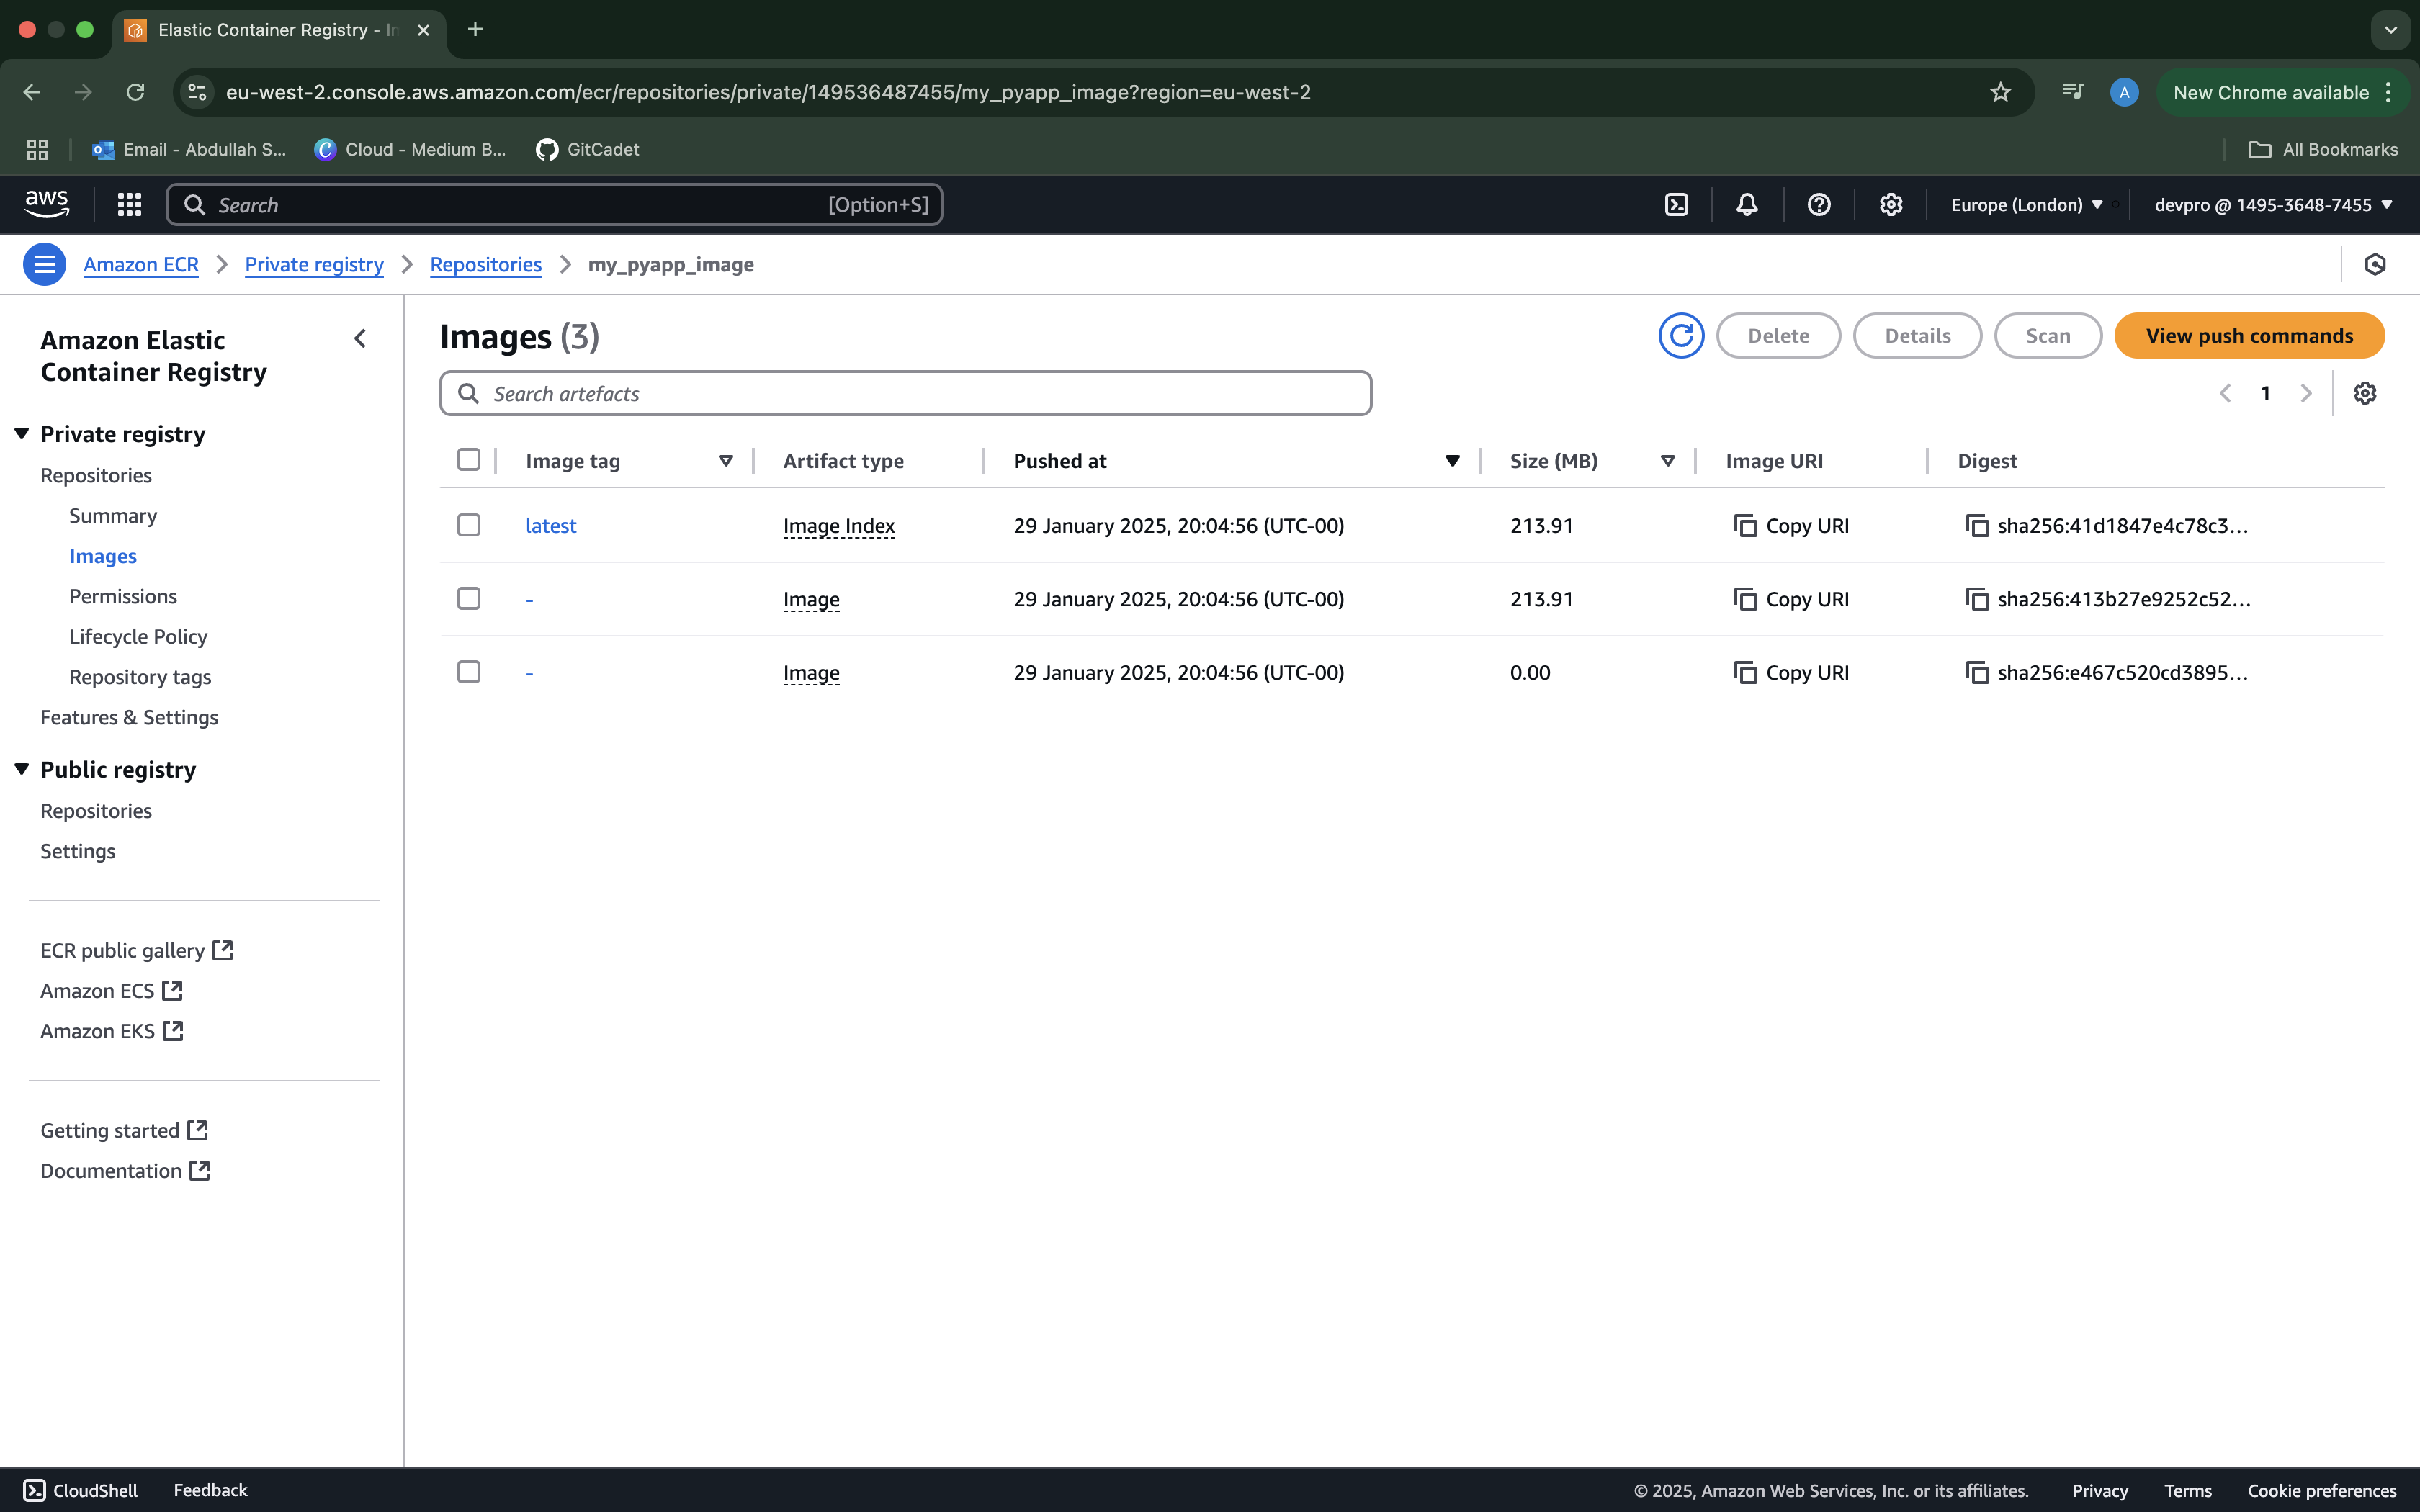 Elastic Container Registry - In
eu-west-2.console.aws.amazon.com/ecr/repositories/private/149536487455/my_pyapp_image?region=eu-west-2
A
New Chrome available
Email - Abdullah S...
Cloud - Medium B...
GitCadet
All Bookmarks
aws
Search
[Option+S]
Europe (London)
devpro @ 1495-3648-7455
Amazon ECR
Private registry
Repositories
my_pyapp_image
Amazon Elastic
Container Registry
Private registry
Repositories
Summary
Images
Permissions
Lifecycle Policy
Repository tags
Features & Settings
Public registry
Repositories
Settings
ECR public gallery
Amazon ECS
Amazon EKS
Getting started
Documentation
Images (3)
Delete
Details
Scan
View push commands
Search artefacts
1
Image tag Artifact type Pushed at Size (MB) Image URI Digest
latest Image Index 29 January 2025, 20:04:56 (UTC-00) 213.91 Copy URI sha256:41d1847e4c78c3...
- Image 29 January 2025, 20:04:56 (UTC-00) 213.91 Copy URI sha256:413b27e9252c52...
- Image 29 January 2025, 20:04:56 (UTC-00) 0.00 Copy URI sha256:e467c520cd3895...
CloudShell
Feedback
© 2025, Amazon Web Services, Inc. or its affiliates.
Privacy
Terms
Cookie preferences